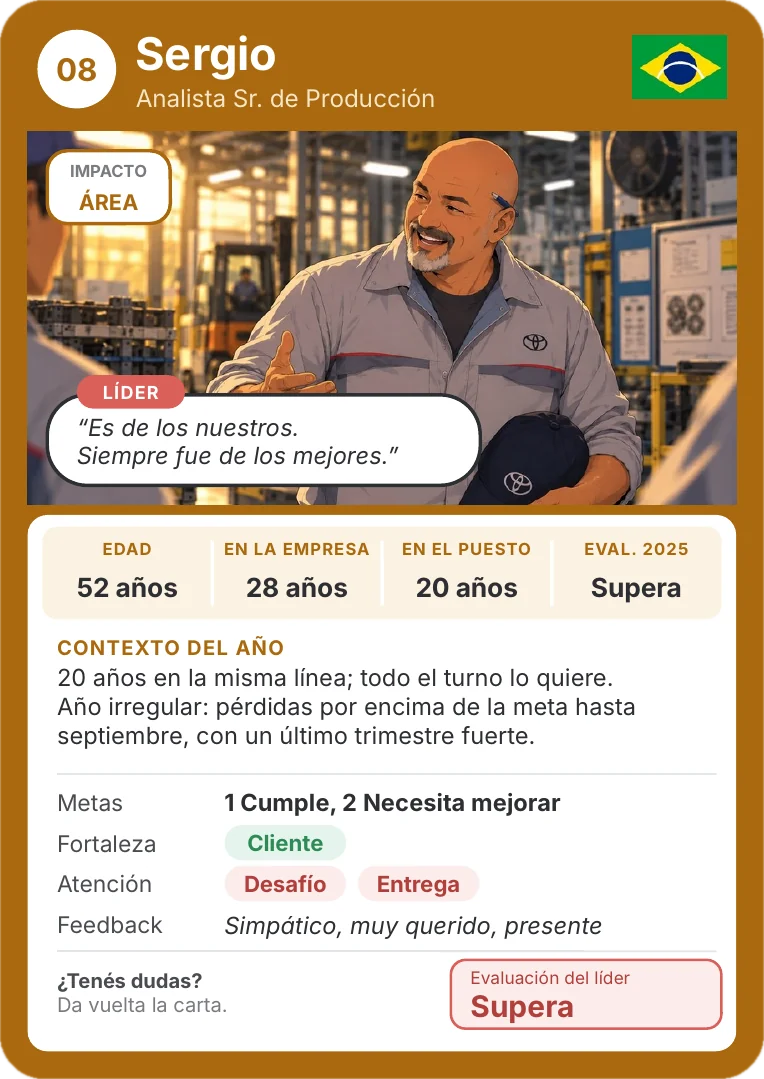 08
Sergio
Analista Sr. de Producción
IMPACTO
ÁREA
LÍDER
“Es de los nuestros.
Siempre fue de los mejores.”
EDAD
52 años
EN LA EMPRESA
28 años
EN EL PUESTO
20 años
EVAL. 2025
Supera
CONTEXTO DEL AÑO
20 años en la misma línea; todo el turno lo quiere.
Año irregular: pérdidas por encima de la meta hasta
septiembre, con un último trimestre fuerte.
Metas 1 Cumple, 2 Necesita mejorar
Fortaleza Cliente
Atención Desafío Entrega
Feedback Simpático, muy querido, presente
¿Tenés dudas?
Da vuelta la carta.
Evaluación del líder
Supera